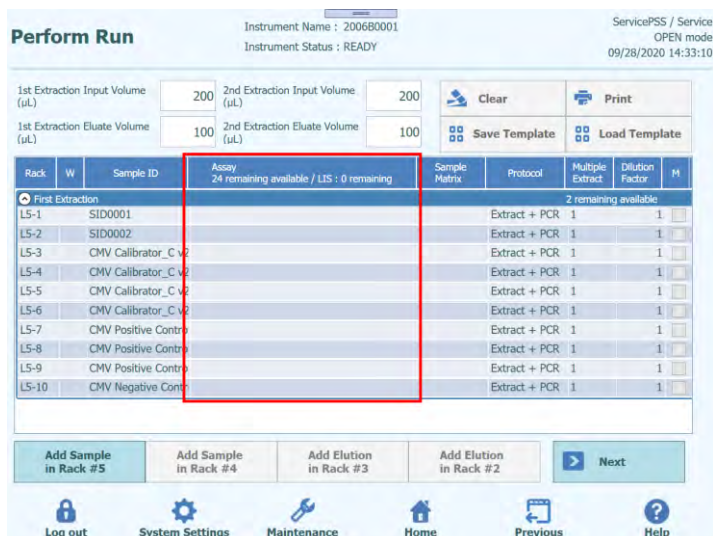 Perform Run
Instrument Name : 2006B0001
Instrument Status : READY
ServicePSS / Service
OPEN mode
09/28/2020 14:33:10
1st Extraction Input Volume (µL) 200 2nd Extraction Input Volume (µL) 200 Clear Print
1st Extraction Eluate Volume (µL) 100 2nd Extraction Eluate Volume (µL) 100 Save Template Load Template
Rack W Sample ID Assay 24 remaining available / LIS : 0 remaining Sample Matrix Protocol Multiple Extract Dilution Factor M
First Extraction 2 remaining available
L5-1 SID0001 Extract + PCR 1 1
L5-2 SID0002 Extract + PCR 1 1
L5-3 CMV Calibrator_C v2 Extract + PCR 1 1
L5-4 CMV Calibrator_C v2 Extract + PCR 1 1
L5-5 CMV Calibrator_C v2 Extract + PCR 1 1
L5-6 CMV Calibrator_C v2 Extract + PCR 1 1
L5-7 CMV Positive Contro Extract + PCR 1 1
L5-8 CMV Positive Contro Extract + PCR 1 1
L5-9 CMV Positive Contro Extract + PCR 1 1
L5-10 CMV Negative Contr Extract + PCR 1 1
Add Sample in Rack #5 Add Sample in Rack #4 Add Elution in Rack #3 Add Elution in Rack #2 Next
Log out System Settings Maintenance Home Previous Help